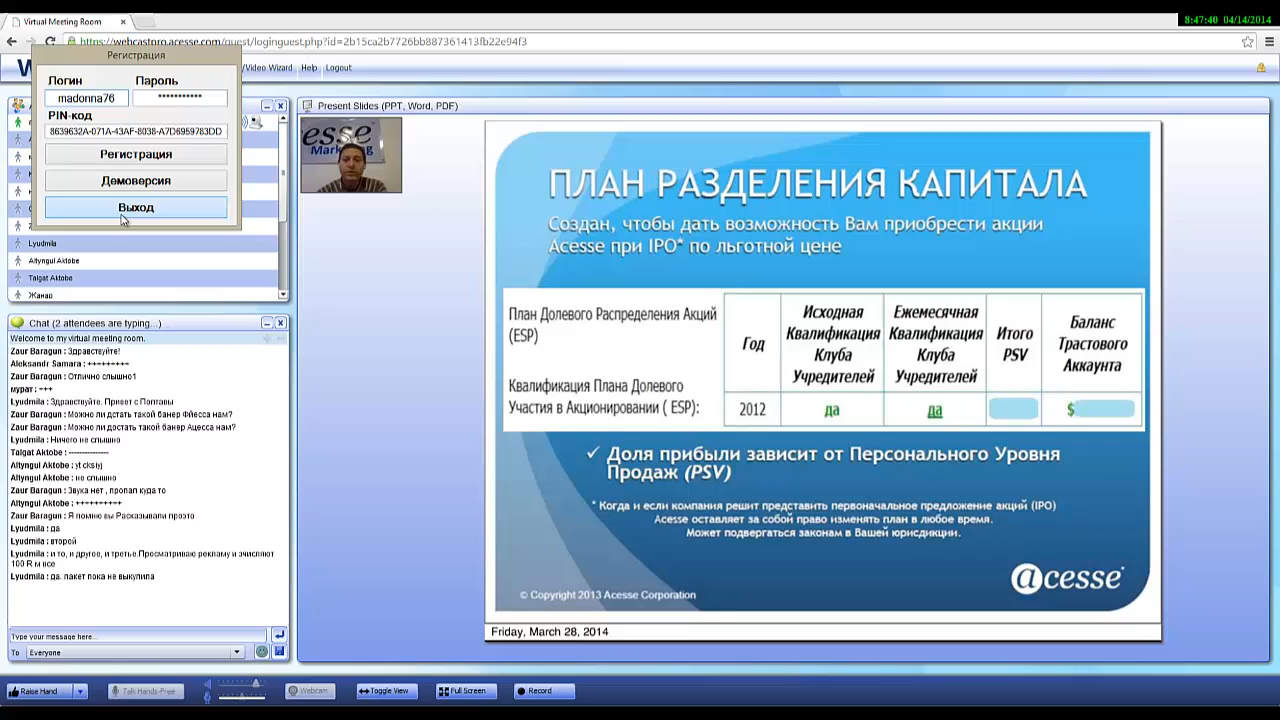 Virtual Meeting Room
8:47:40 04/14/2014
https://webcastpro.acesse.com/guest/loginguest.php?id=2b15ca2b7726bb887361413fb22e94f3
Регистрация
Логин
Пароль
madonna76
***********
PIN-код
8639632A-071A-43AF-8038-A7D6959783DD
Регистрация
Демоверсия
Выход
W
/Video Wizard
Help
Logout
Lyudmila
Altyngul Aktobe
Talgat Aktobe
Жанар
Chat (2 attendees are typing...)
Welcome to my virtual meeting room.
Zaur Baragun : Здравствуйте!
Aleksandr Samara : +++++++++
Zaur Baragun : Отлично слышно1
мурат : +++
Lyudmila : Здравствуйте. Привет с Полтавы
Zaur Baragun : Можно ли дстать такой банер Фйесса нам?
Zaur Baragun : Можно ли достать такой банер Ацесса нам?
Lyudmila : Ничего не слышно
Talgat Aktobe : ---------------
Altyngul Aktobe : yt cksiyj
Altyngul Aktobe : не слышно
Zaur Baragun : Звука нет , пропал куда то
Altyngul Aktobe : ++++++++++
Zaur Baragun : Я помню вы Рассказывали проэто
Lyudmila : да
Lyudmila : второй
Lyudmila : и то, и другое, и третье.Просматриваю рекламу и зчисляют
100 R м все
Lyudmila : да. пакет пока не выкупила
Type your message here...
To
Everyone
Present Slides (PPT, Word, PDF)
esse
Marketing
ПЛАН РАЗДЕЛЕНИЯ КАПИТАЛА
Создан, чтобы дать возможность Вам приобрести акции
Acesse при IPO* по льготной цене
План Долевого Распределения Акций
(ESP)
Квалификация Плана Долевого
Участия в Акционировании ( ESP):
Год
Исходная
Квалификация
Клуба
Учредителей
Ежемесячная
Квалификация
Клуба
Учредителей
Итого
PSV
Баланс
Трастового
Аккаунта
2012
да
да
$
✓ Доля прибыли зависит от Персонального Уровня
Продаж (PSV)
* Когда и если компания решит представить первоначальное предложение акций (IPO)
Acesse оставляет за собой право изменять план в любое время.
Может подвергаться законам в Вашей юрисдикции.
acesse
© Copyright 2013 Acesse Corporation
Friday, March 28, 2014
Raise Hand
Talk Hands-Free
Webcam
Toggle View
Full Screen
Record